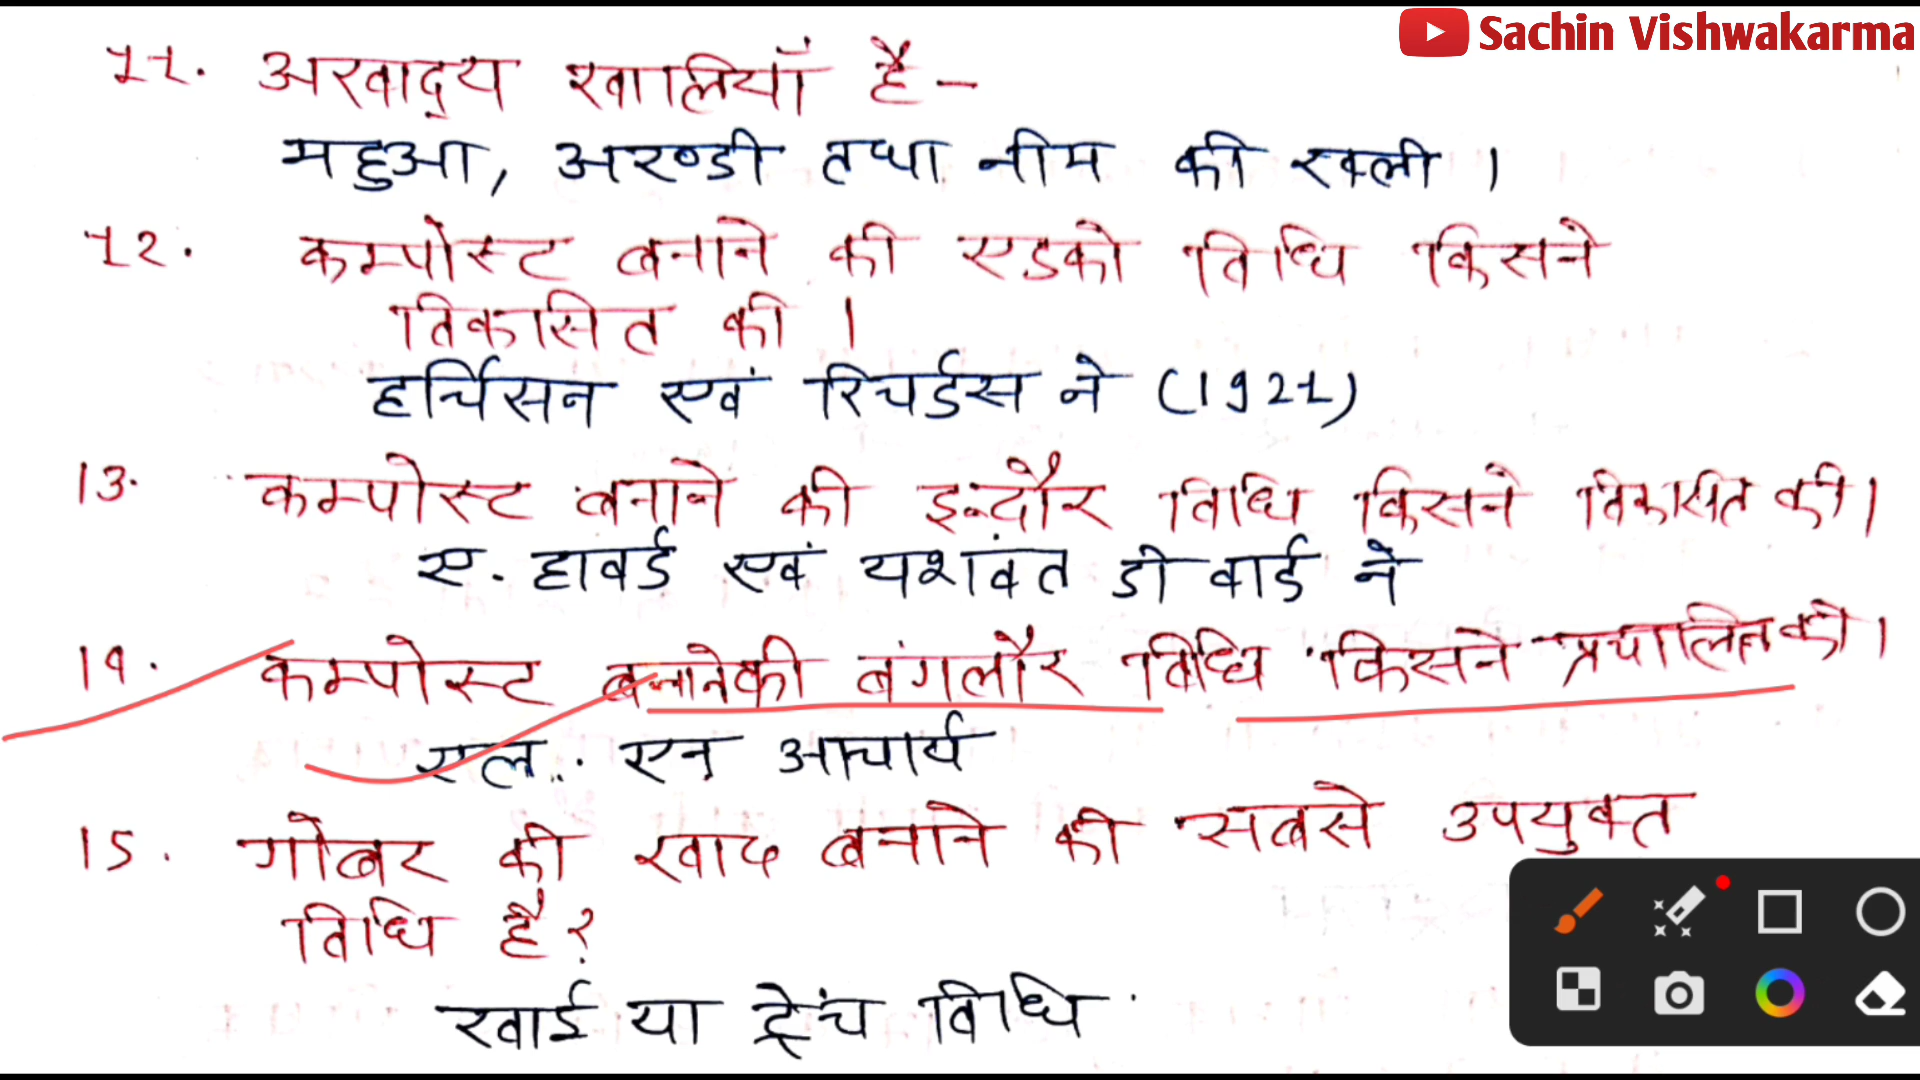 Sachin Vishwakarma
11. अखाद्य खालियाँ है -
महुआ, अरण्डी तथा नीम की खली ।
12. कम्पोस्ट बनाने की एडको विधि किसने
विकसित की ।
हर्चिसन एवं रिचर्डस ने (1921)
13. कम्पोस्ट बनाने की इन्दौर विधि किसने विकसित की।
ए. हावर्ड एवं यशवंत डी वार्ड ने
14. कम्पोस्ट बनाने की बंगलौर विधि किसने प्रचलित की।
एल. एन आचार्य
15. गोबर की खाद बनाने की सबसे उपयुक्त
विधि है?
खाई या ट्रेंच विधि